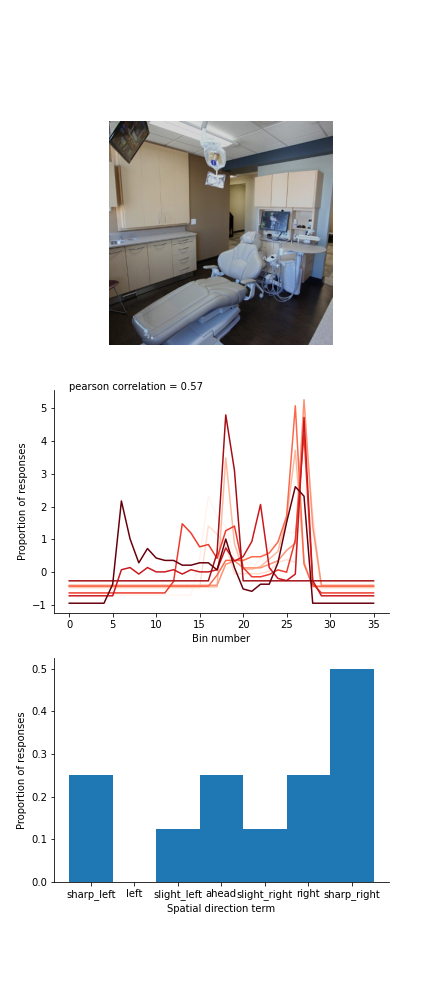 pearson correlation = 0.57
Proportion of responses
5
4
3
2
1
0
−1
0 5 10 15 20 25 30 35
Bin number
Proportion of responses
0.5
0.4
0.3
0.2
0.1
0.0
sharp_left left slight_left ahead slight_right right sharp_right
Spatial direction term